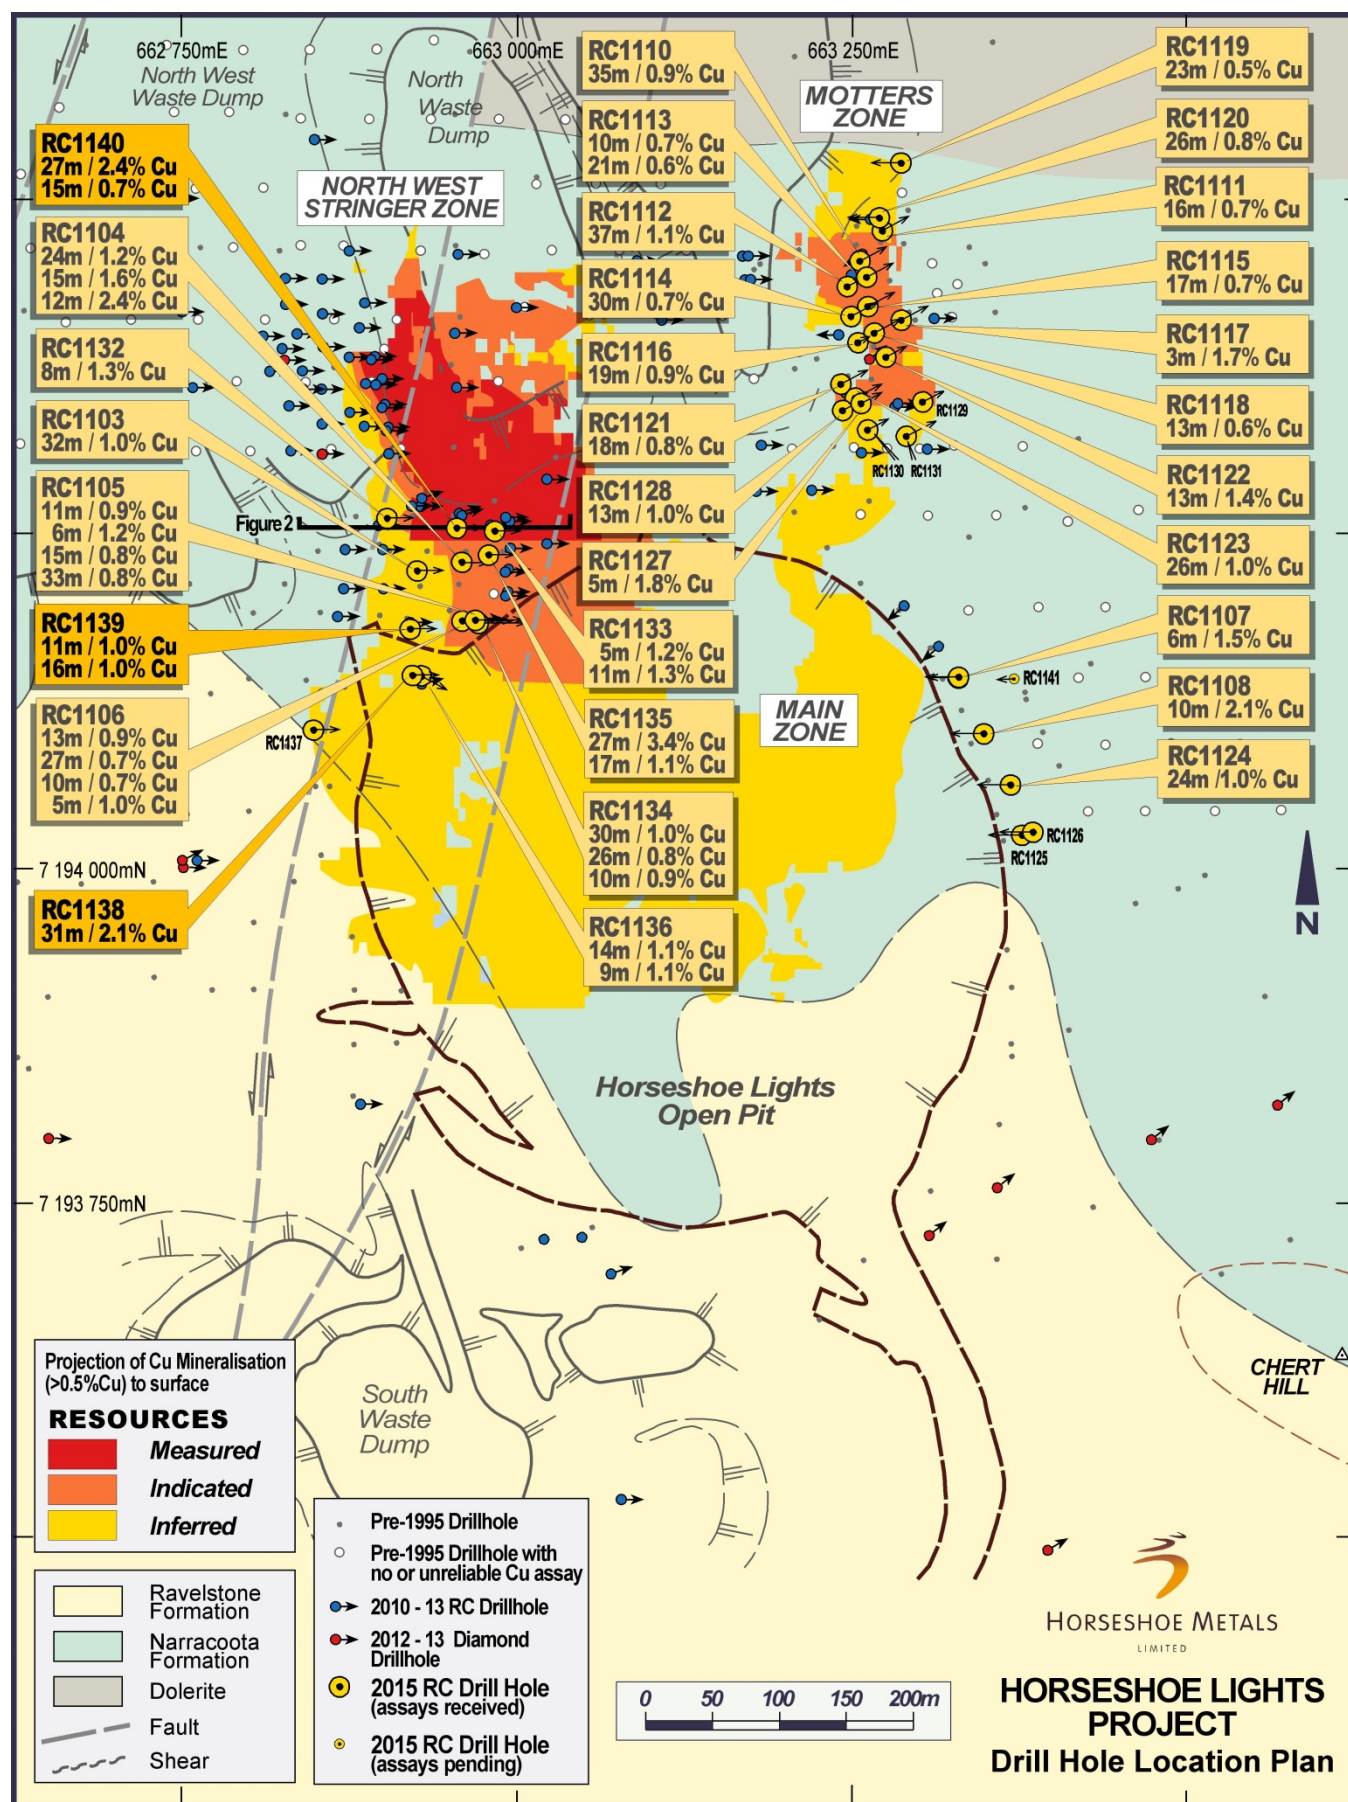 662 750mE
663 000mE
663 250mE
North West
Waste Dump
North
Waste
Dump
MOTTERS
ZONE
NORTH WEST
STRINGER ZONE
RC1140
27m / 2.4% Cu
15m / 0.7% Cu
RC1104
24m / 1.2% Cu
15m / 1.6% Cu
12m / 2.4% Cu
RC1132
8m / 1.3% Cu
RC1103
32m / 1.0% Cu
RC1105
11m / 0.9% Cu
6m / 1.2% Cu
15m / 0.8% Cu
33m / 0.8% Cu
RC1139
11m / 1.0% Cu
16m / 1.0% Cu
RC1106
13m / 0.9% Cu
27m / 0.7% Cu
10m / 0.7% Cu
5m / 1.0% Cu
RC1138
31m / 2.1% Cu
RC1110
35m / 0.9% Cu
RC1113
10m / 0.7% Cu
21m / 0.6% Cu
RC1112
37m / 1.1% Cu
RC1114
30m / 0.7% Cu
RC1116
19m / 0.9% Cu
RC1121
18m / 0.8% Cu
RC1128
13m / 1.0% Cu
RC1127
5m / 1.8% Cu
RC1133
5m / 1.2% Cu
11m / 1.3% Cu
RC1135
27m / 3.4% Cu
17m / 1.1% Cu
RC1134
30m / 1.0% Cu
26m / 0.8% Cu
10m / 0.9% Cu
RC1136
14m / 1.1% Cu
9m / 1.1% Cu
RC1119
23m / 0.5% Cu
RC1120
26m / 0.8% Cu
RC1111
16m / 0.7% Cu
RC1115
17m / 0.7% Cu
RC1117
3m / 1.7% Cu
RC1118
13m / 0.6% Cu
RC1122
13m / 1.4% Cu
RC1123
26m / 1.0% Cu
RC1107
6m / 1.5% Cu
RC1108
10m / 2.1% Cu
RC1124
24m /1.0% Cu
RC1129
RC1130
RC1131
Figure 2
RC1141
RC1137
MAIN
ZONE
RC1126
RC1125
7 194 000mN
N
Horseshoe Lights
Open Pit
7 193 750mN
CHERT
HILL
South
Waste
Dump
Projection of Cu Mineralisation
(>0.5%Cu) to surface
RESOURCES
Measured
Indicated
Inferred
Ravelstone
Formation
Narracoota
Formation
Dolerite
Fault
Shear
Pre-1995 Drillhole
Pre-1995 Drillhole with
no or unreliable Cu assay
2010 - 13 RC Drillhole
2012 - 13 Diamond
Drillhole
2015 RC Drill Hole
(assays received)
2015 RC Drill Hole
(assays pending)
0 50 100 150 200m
HORSESHOE METALS
LIMITED
HORSESHOE LIGHTS
PROJECT
Drill Hole Location Plan